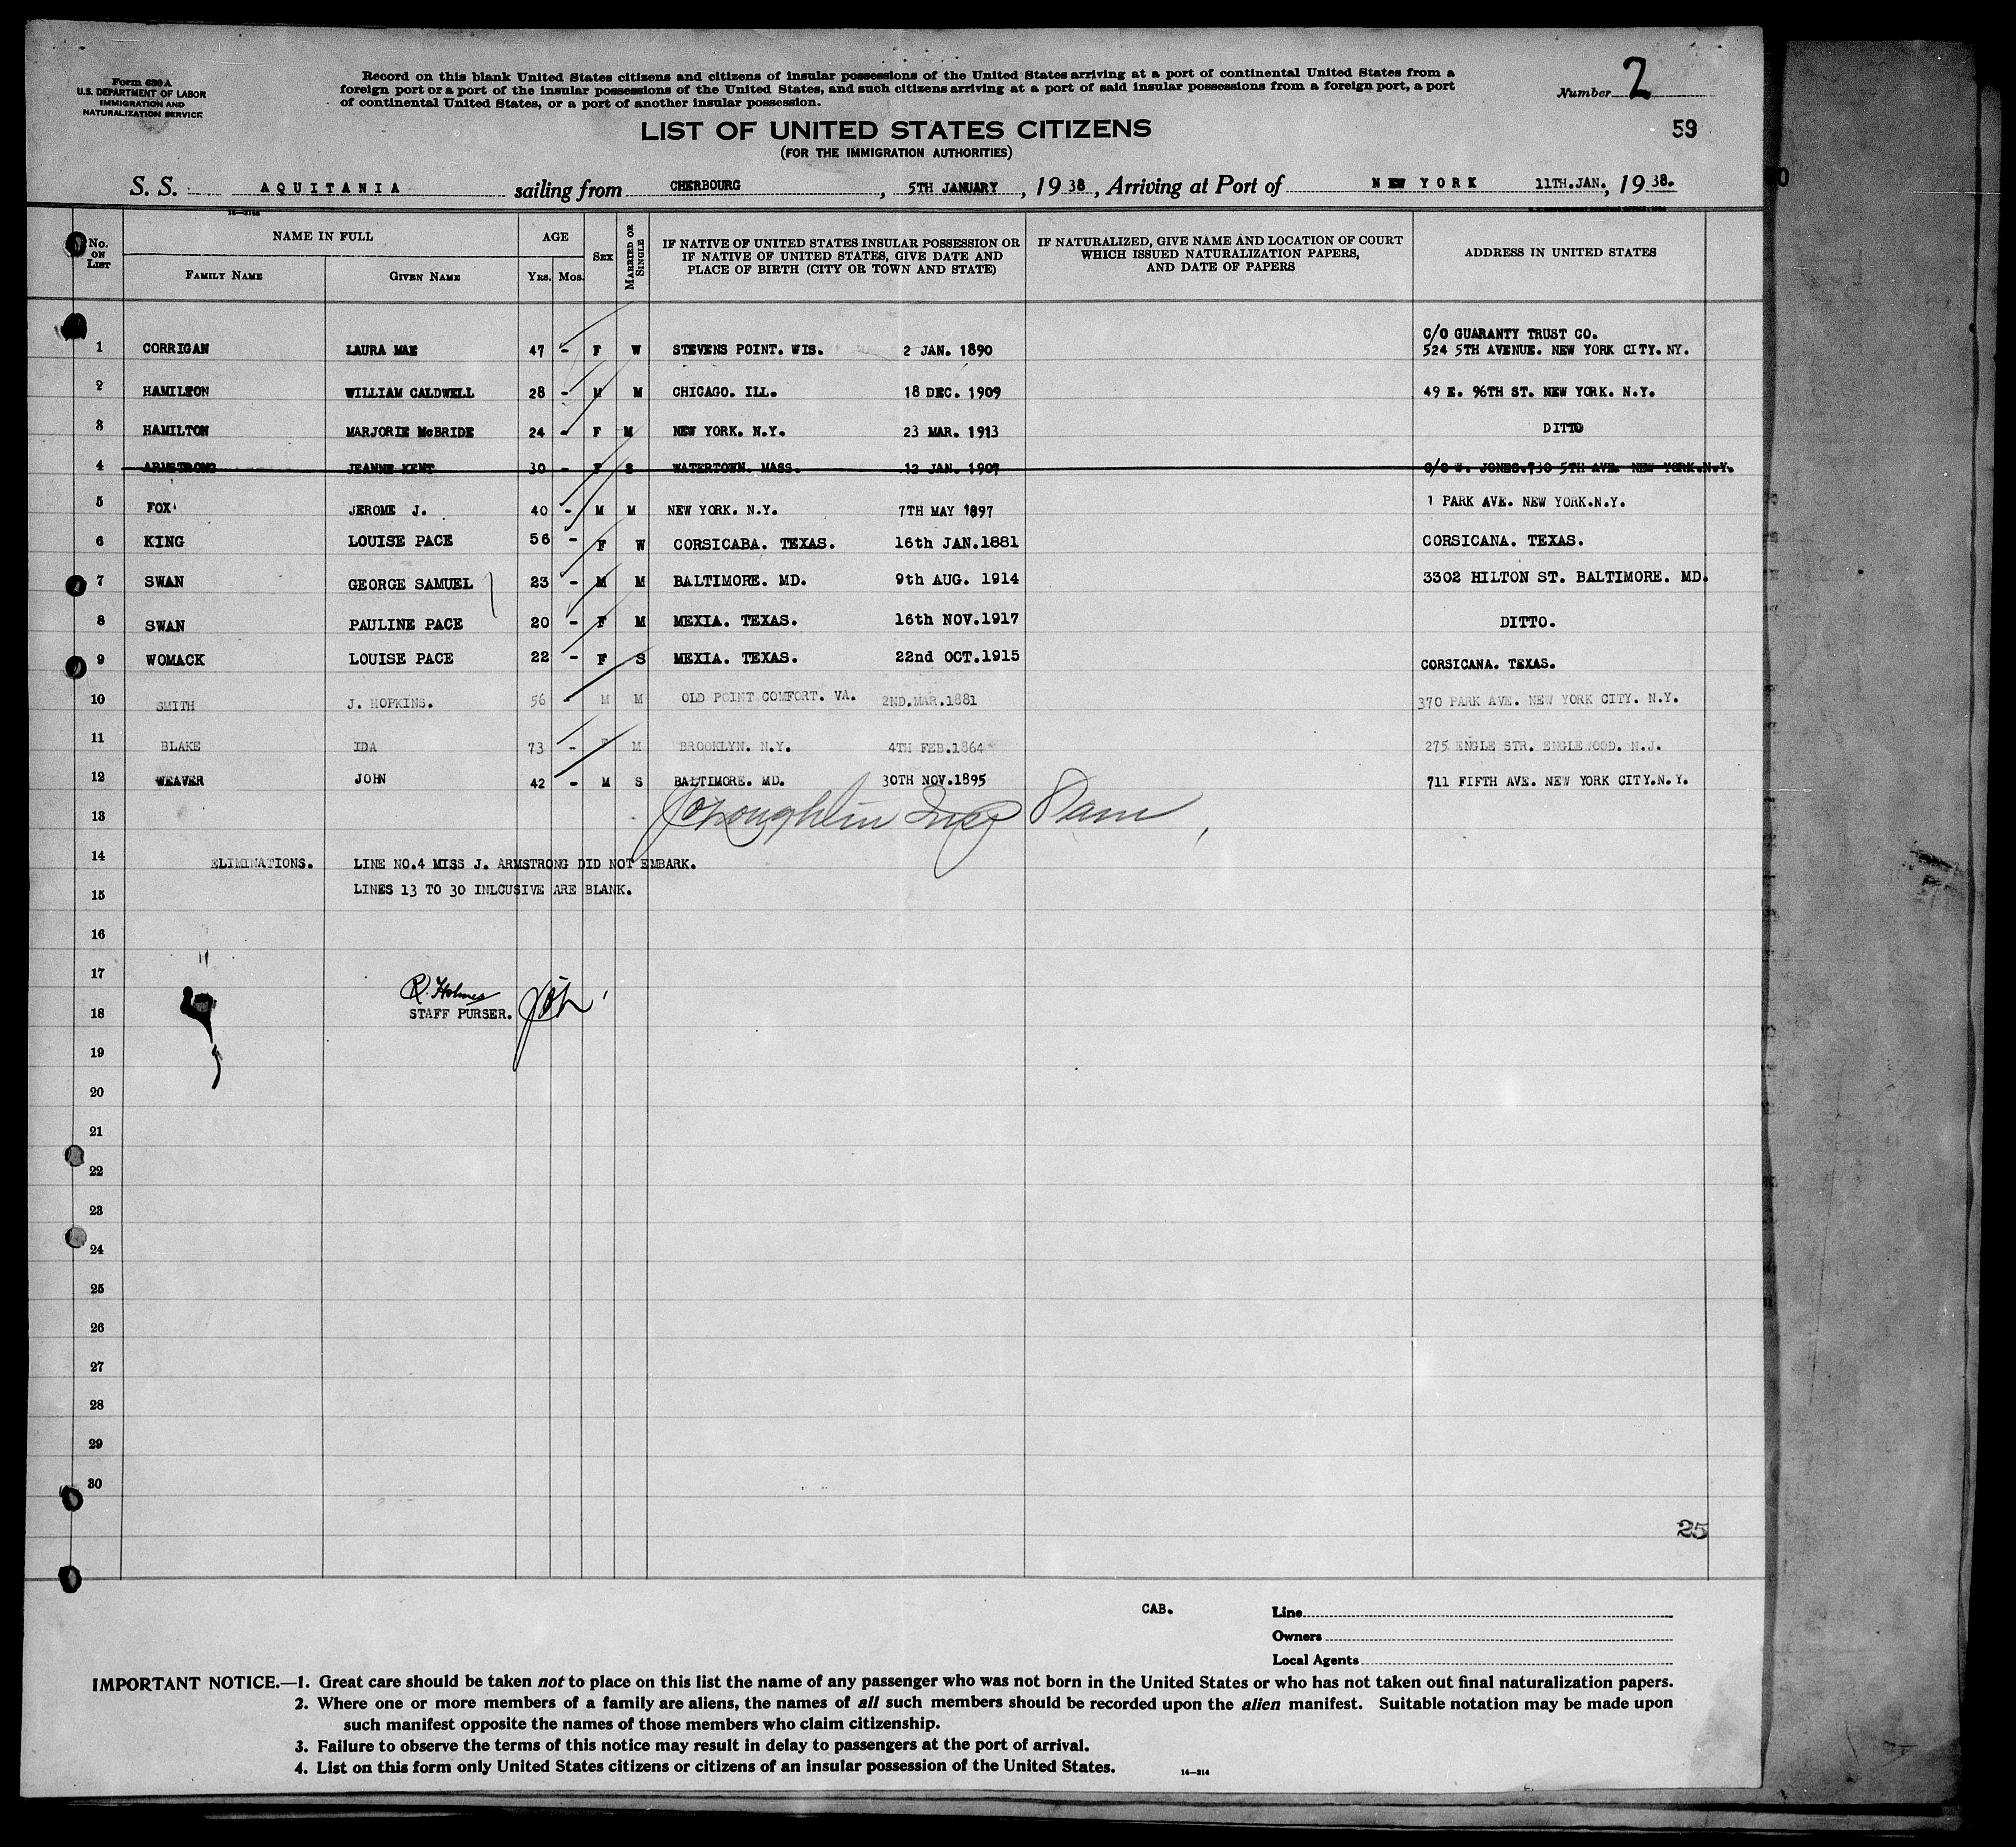 Form 630 A
U.S. DEPARTMENT OF LABOR
IMMIGRATION AND
NATURALIZATION SERVICE
Record on this blank United States citizens and citizens of insular possessions of the United States arriving at a port of continental United States from a
foreign port or a port of the insular possessions of the United States, and such citizens arriving at a port of said insular possessions from a foreign port, a port
of continental United States, or a port of another insular possession.
Number 2
LIST OF UNITED STATES CITIZENS
59
(FOR THE IMMIGRATION AUTHORITIES)
S. S. AQUITANIA sailing from CHERBOURG, 5TH JANUARY, 1938, Arriving at Port of NEW YORK 11TH.JAN., 1938.
No. ON LIST
NAME IN FULL
FAMILY NAME
GIVEN NAME
AGE
YRS. MOS.
SEX
MARRIED OR SINGLE
IF NATIVE OF UNITED STATES INSULAR POSSESSION OR
IF NATIVE OF UNITED STATES, GIVE DATE AND
PLACE OF BIRTH (CITY OR TOWN AND STATE)
IF NATURALIZED, GIVE NAME AND LOCATION OF COURT
WHICH ISSUED NATURALIZATION PAPERS,
AND DATE OF PAPERS
ADDRESS IN UNITED STATES
C/O GUARANTY TRUST CO.
1 CORRIGAN LAURA MAE 47 - F W STEVENS POINT. WIS. 2 JAN. 1890 524 5TH AVENUE. NEW YORK CITY. NY.
2 HAMILTON WILLIAM CALDWELL 28 - M M CHICAGO. ILL. 18 DEC. 1909 49 E. 96TH ST. NEW YORK. N.Y.
3 HAMILTON MARJORIE McBRIDE 24 - F M NEW YORK. N.Y. 23 MAR. 1913 DITTO
4 ARMSTRONG JEANNE KENT 30 - F S WATERTOWN. MASS. 12 JAN. 1907 C/O W. JONES.730 5TH AVE. NEW YORK.N.Y.
5 FOX JEROME J. 40 - M M NEW YORK. N.Y. 7TH MAY 1897 1 PARK AVE. NEW YORK.N.Y.
6 KING LOUISE PACE 56 - F W CORSICABA. TEXAS. 16th JAN.1881 CORSICANA. TEXAS.
7 SWAN GEORGE SAMUEL 23 - M M BALTIMORE. MD. 9th AUG. 1914 3302 HILTON ST. BALTIMORE. MD.
8 SWAN PAULINE PACE 20 - F M MEXIA. TEXAS. 16th NOV.1917 DITTO.
9 WOMACK LOUISE PACE 22 - F S MEXIA. TEXAS. 22nd OCT.1915 CORSICANA. TEXAS.
10 SMITH J. HOPKINS. 56 - M M OLD POINT COMFORT. VA. 2ND.MAR.1881 370 PARK AVE. NEW YORK CITY. N.Y.
11 BLAKE IDA 73 - F M BROOKLYN. N.Y. 4TH FEB.1864 275 ENGLE STR. ENGLEWOOD. N.J.
12 WEAVER JOHN 42 - M S BALTIMORE. MD. 30TH NOV.1895 711 FIFTH AVE. NEW YORK CITY.N.Y.
13
14 ELIMINATIONS. LINE NO.4 MISS J. ARMSTRONG DID NOT EMBARK.
15 LINES 13 TO 30 INLCUSIVE ARE BLANK.
16
17 R. Holmes
18 STAFF PURSER.
19
20
21
22
23
24
25
26
27
28
29
30
25
CAB.
Line
Owners
Local Agents
IMPORTANT NOTICE.—1. Great care should be taken not to place on this list the name of any passenger who was not born in the United States or who has not taken out final naturalization papers.
2. Where one or more members of a family are aliens, the names of all such members should be recorded upon the alien manifest. Suitable notation may be made upon
such manifest opposite the names of those members who claim citizenship.
3. Failure to observe the terms of this notice may result in delay to passengers at the port of arrival.
4. List on this form only United States citizens or citizens of an insular possession of the United States.
14—214